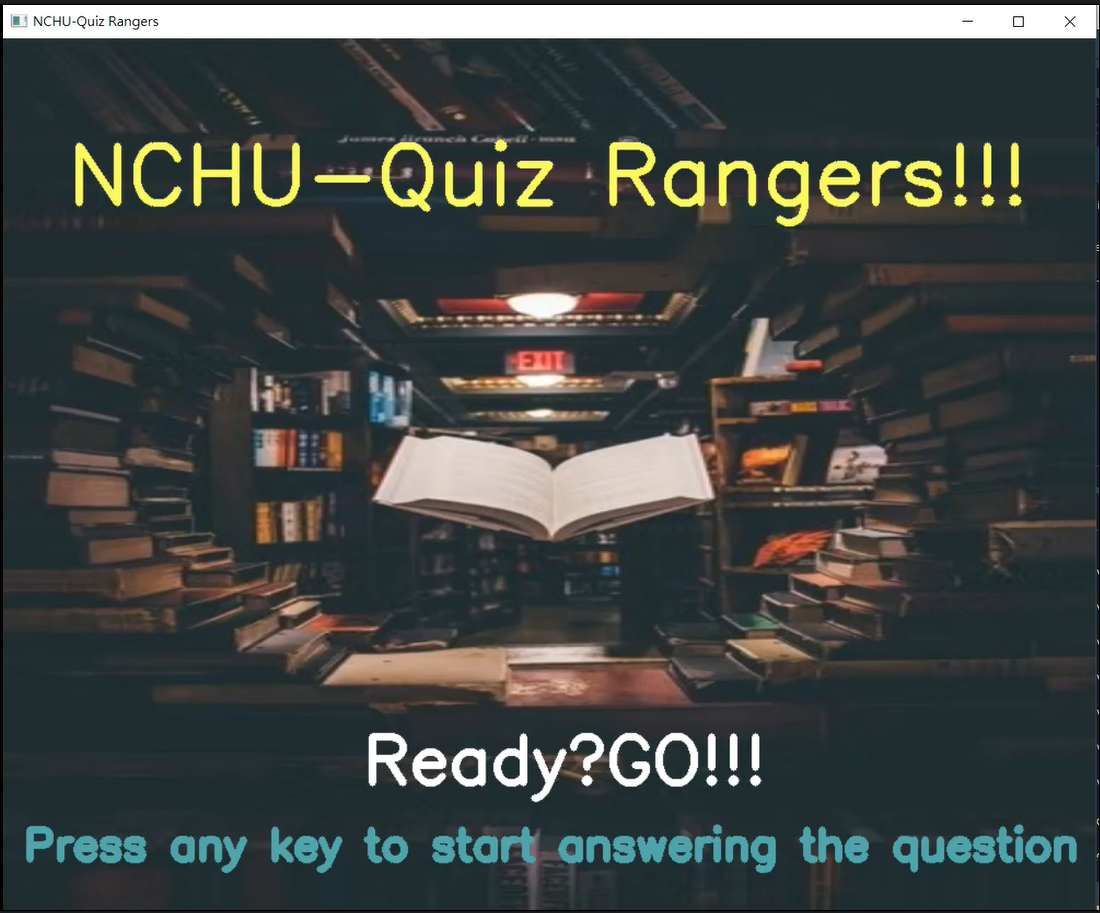 NCHU-Quiz Rangers
NCHU-Quiz Rangers!!!
EXIT
Ready?GO!!!
Press any key to start answering the question